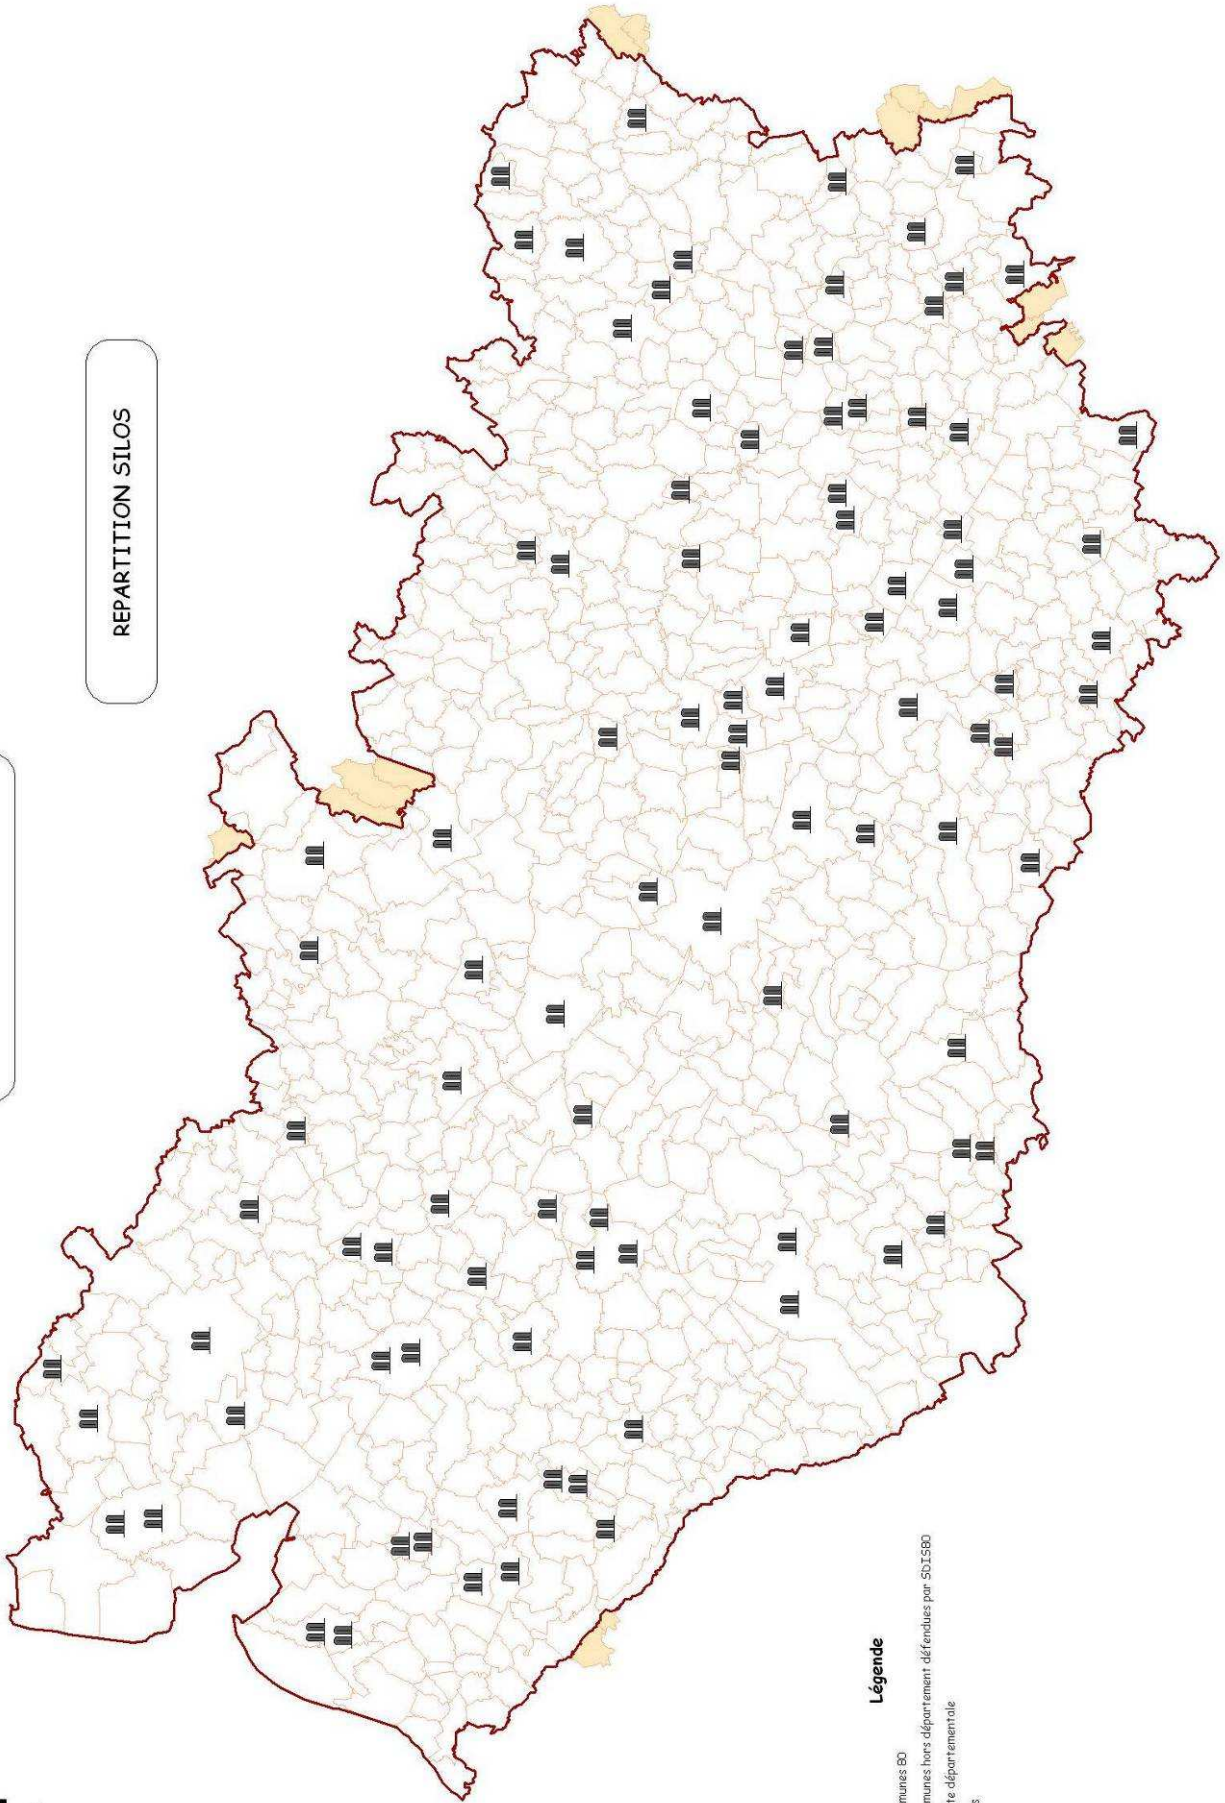 REPARTITION SILOS
Légende
munes 80
munes hors département défendues par SDIS80
te départementale
s